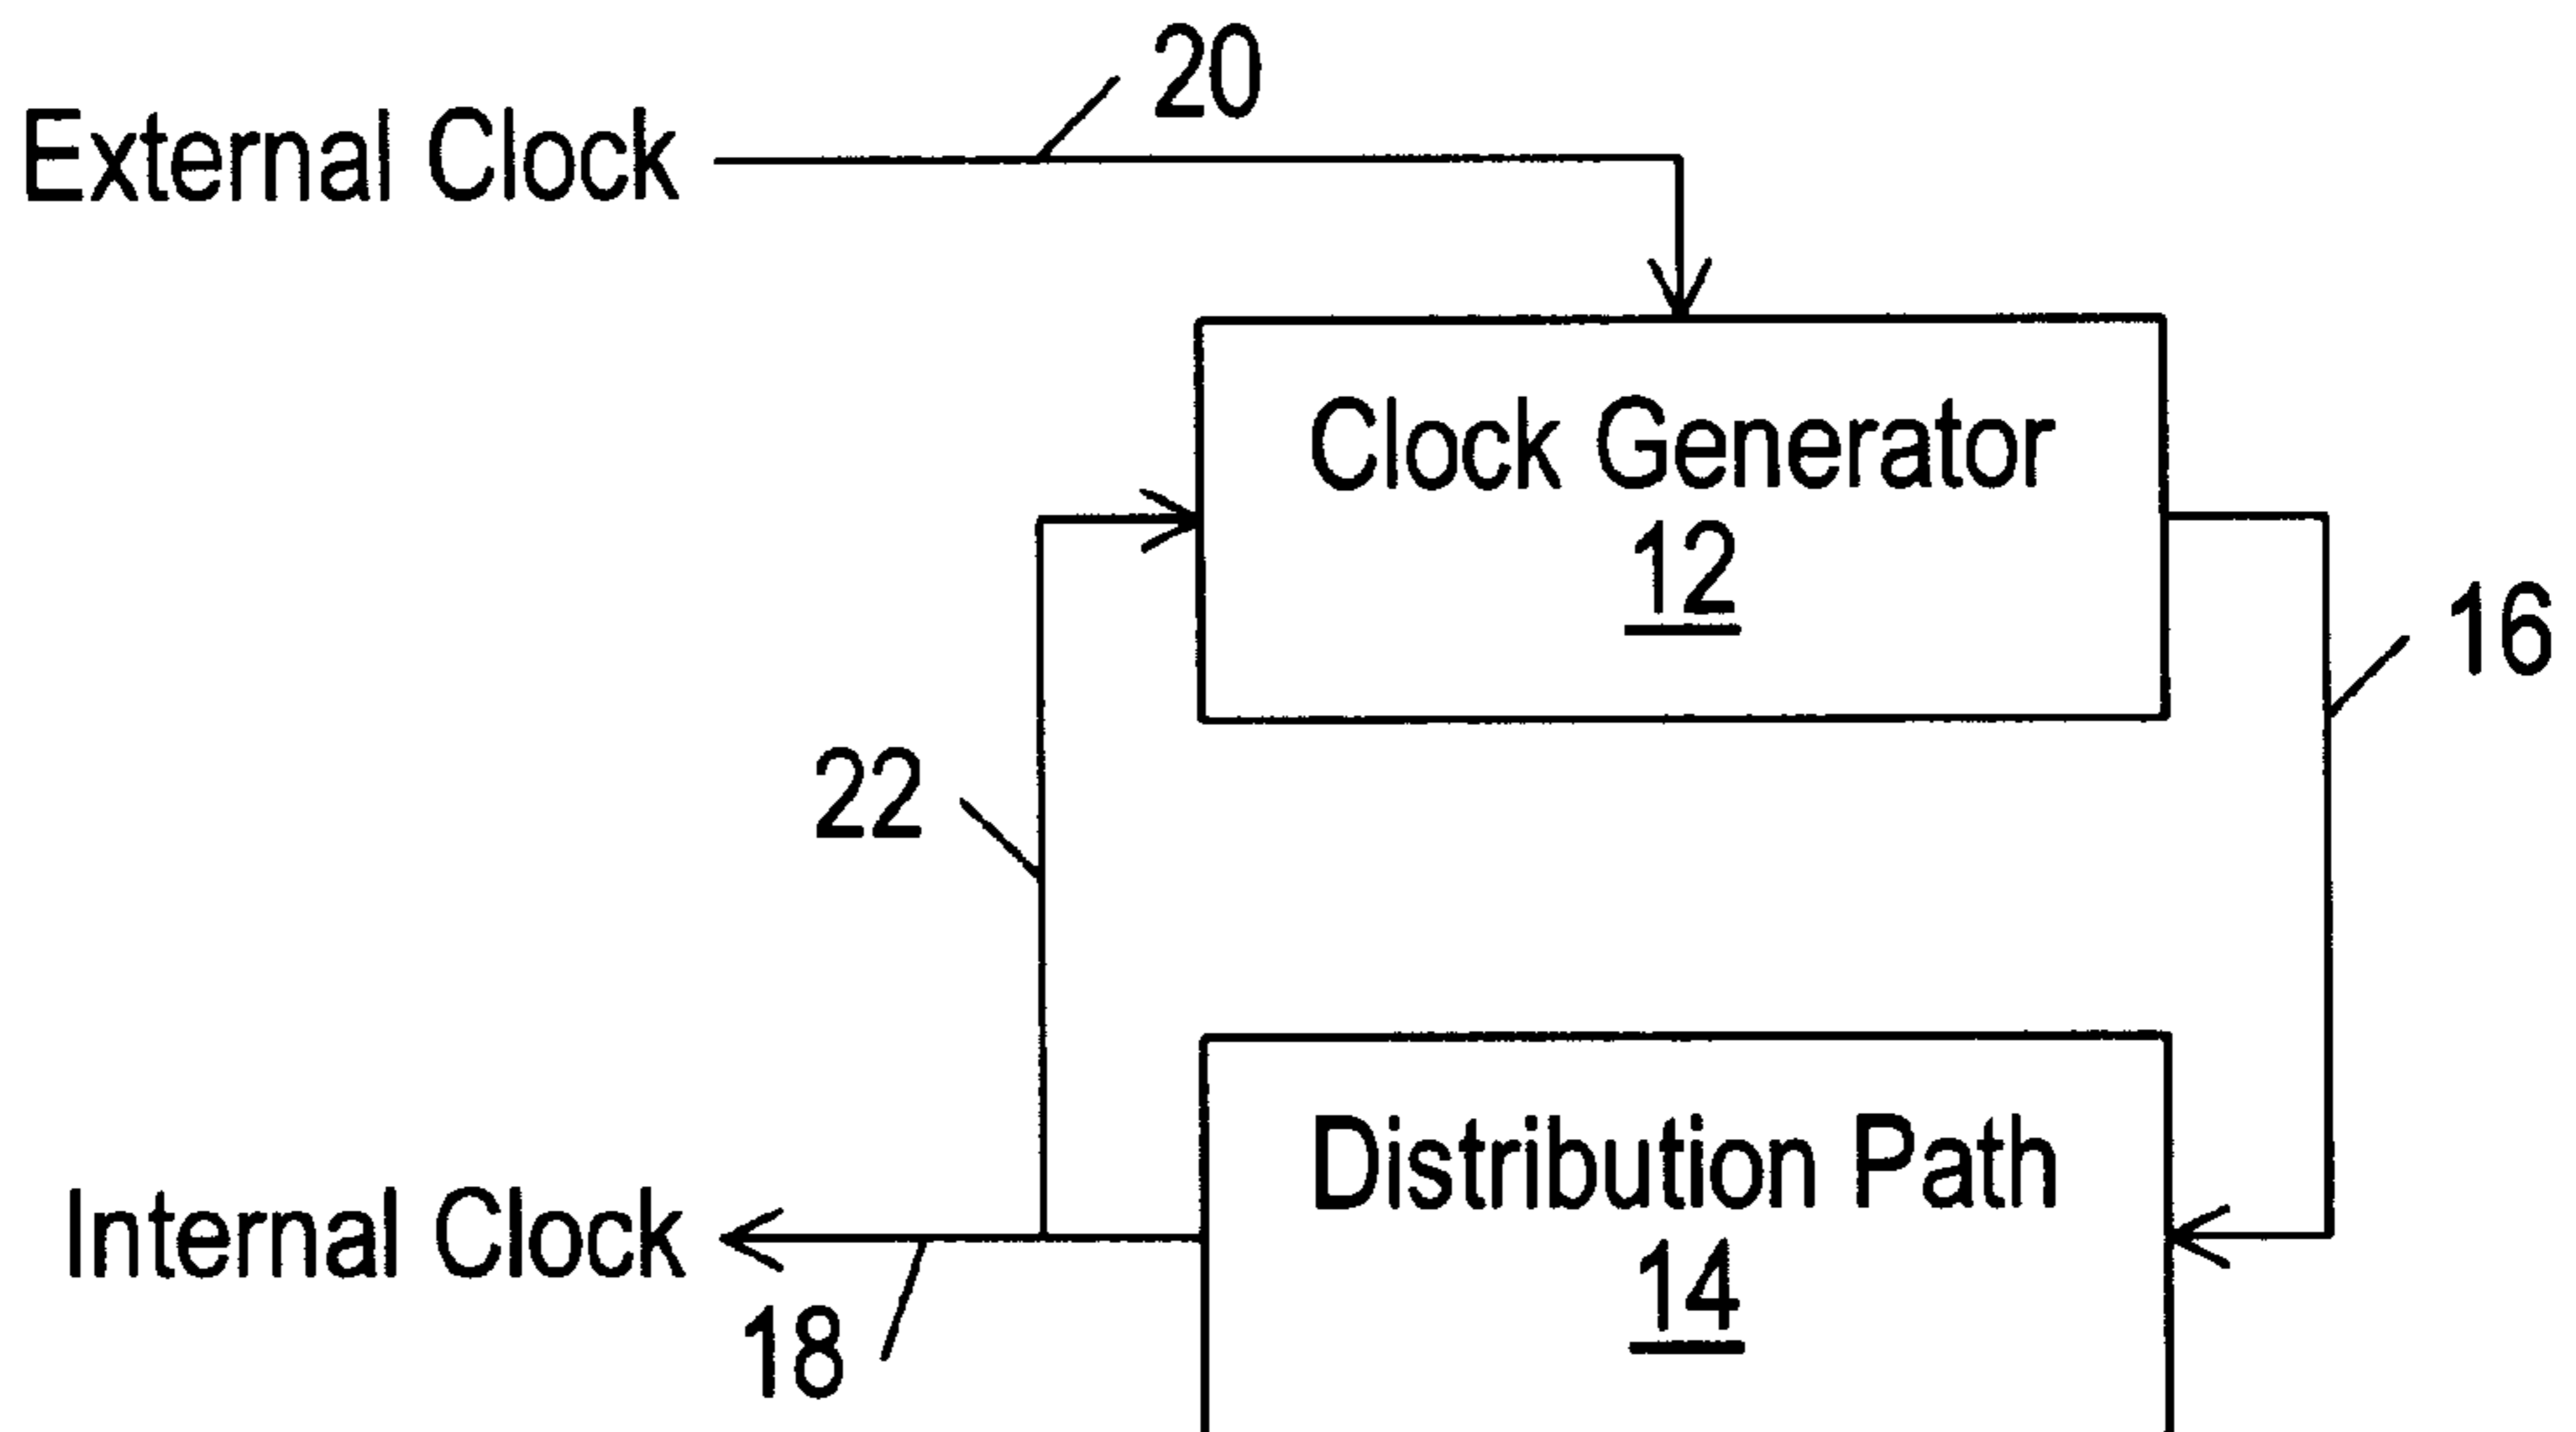 20
External Clock
Clock Generator
12
16
22
Distribution Path
Internal Clock
14
18